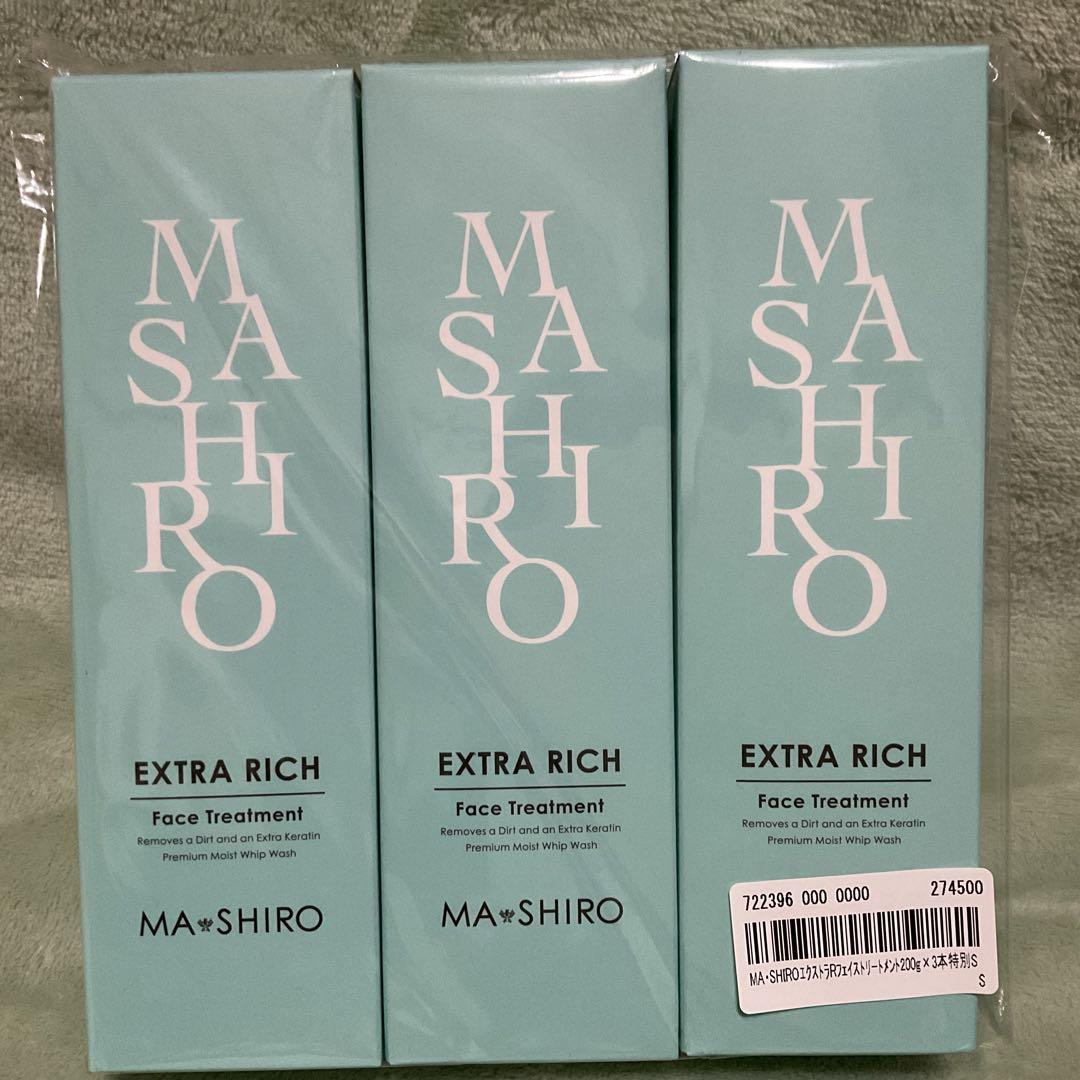 MASHIRO
EXTRA RICH
Face Treatment
Removes a Dirt and an Extra Keratin
Premium Moist Whip Wash
MA SHIRO
MASHIRO
EXTRA RICH
Face Treatment
Removes a Dirt and an Extra Keratin
Premium Moist Whip Wash
MA SHIRO
MASHIRO
EXTRA RICH
Face Treatment
Removes a Dirt and an Extra Keratin
Premium Moist Whip Wash
722396 000 0000 274500
MA・SHIROエクストラRフェイストリートメント200g×3本特別S
S